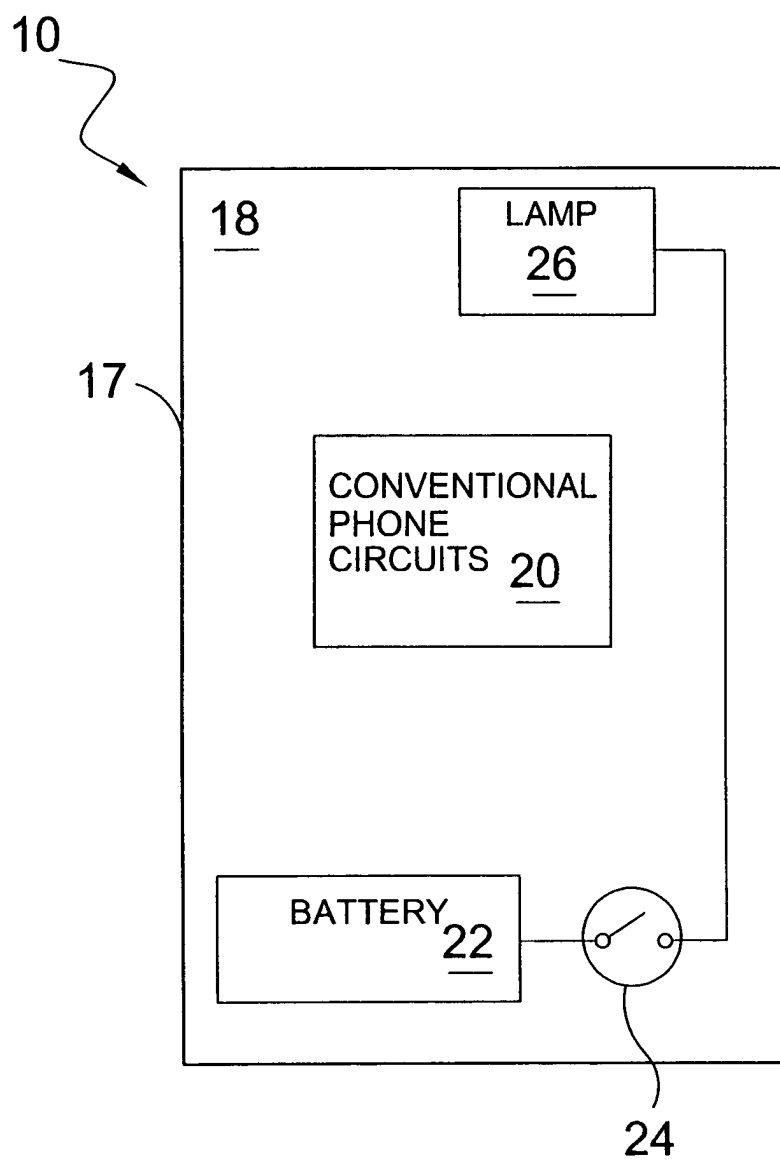 10
18
LAMP
26
17
CONVENTIONAL
PHONE
CIRCUITS 20
BATTERY 22
24